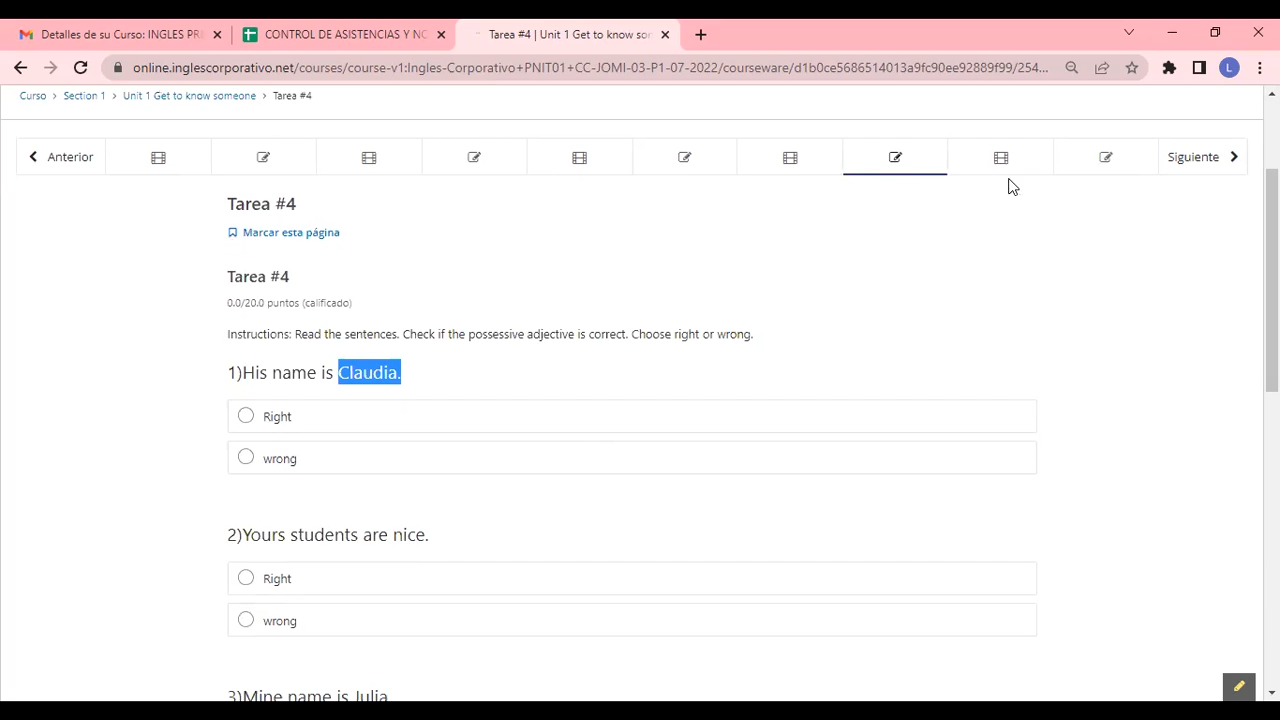 Detalles de su Curso: INGLES PR
CONTROL DE ASISTENCIAS Y NC
Tarea #4 | Unit 1 Get to know som
online.inglescorporativo.net/courses/course-v1:Ingles-Corporativo+PNIT01+CC-JOMI-03-P1-07-2022/courseware/d1b0ce5686514013a9fc90ee92889f99/254...
L
Curso > Section 1 > Unit 1 Get to know someone > Tarea #4
Anterior
Siguiente
Tarea #4
Marcar esta página
Tarea #4
0.0/20.0 puntos (calificado)
Instructions: Read the sentences. Check if the possessive adjective is correct. Choose right or wrong.
1)His name is Claudia.
Right
wrong
2)Yours students are nice.
Right
wrong
3)Mine name is Julia